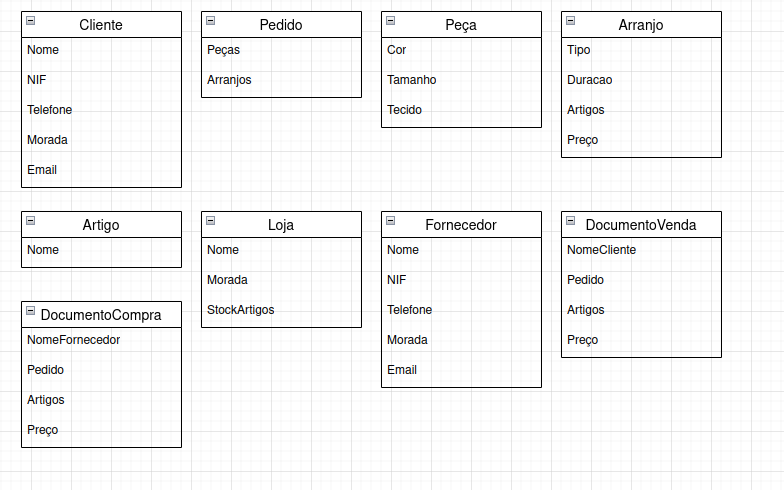 Cliente
Nome
NIF
Telefone
Morada
Email
Pedido
Peças
Arranjos
Peça
Cor
Tamanho
Tecido
Arranjo
Tipo
Duracao
Artigos
Preço
Artigo
Nome
Loja
Nome
Morada
StockArtigos
Fornecedor
Nome
NIF
Telefone
Morada
Email
DocumentoVenda
NomeCliente
Pedido
Artigos
Preço
DocumentoCompra
NomeFornecedor
Pedido
Artigos
Preço